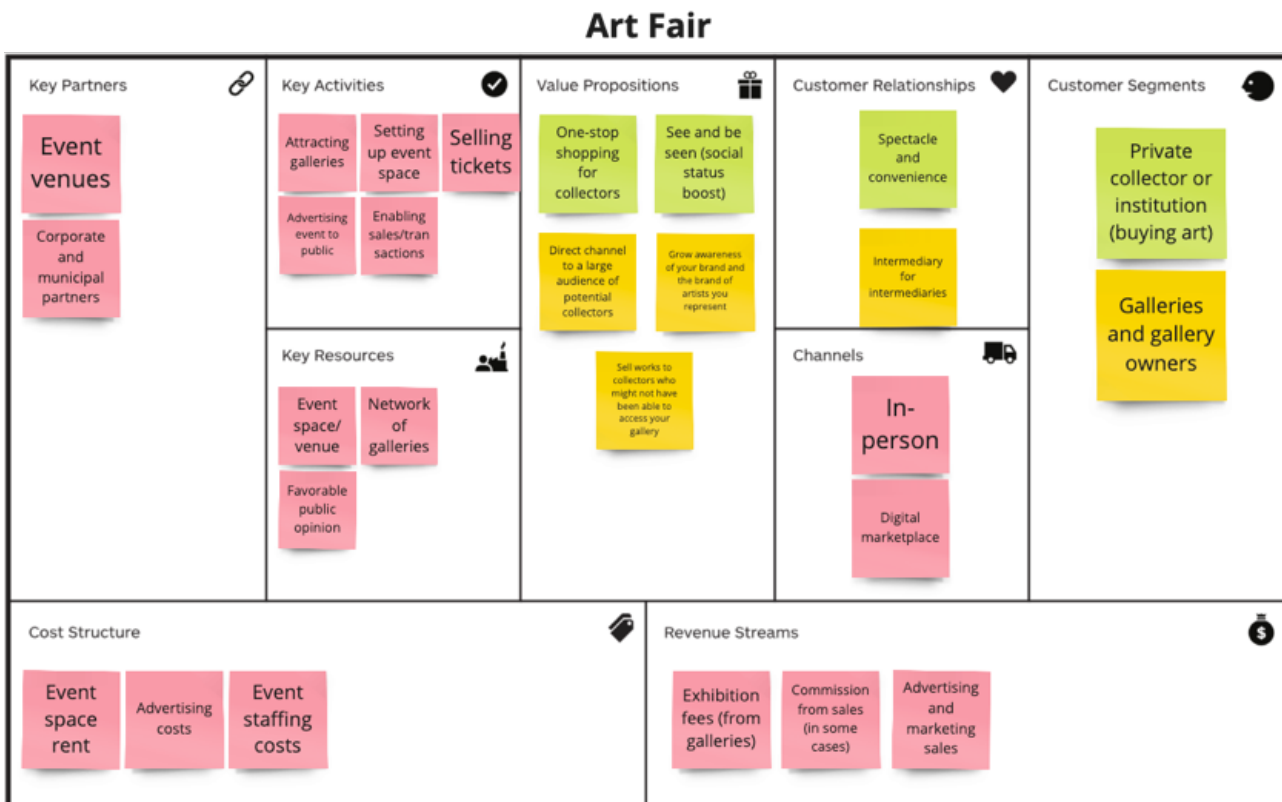 Art Fair
Key Partners
Event
venues
Corporate
and
municipal
partners
Key Activities
Attracting
galleries
Setting
up event
space
Selling
tickets
Advertising
event to
public
Enabling
sales/tran
sactions
Key Resources
Event
space/
venue
Network
of
galleries
Favorable
public
opinion
Value Propositions
One-stop
shopping
for
collectors
See and be
seen (social
status
boost)
Direct channel
to a large
audience of
potential
collectors
Grow awareness
of your brand and
the brand of
artists you
represent
Sell works to
collectors who
might not have
been able to
access your
gallery
Customer Relationships
Spectacle
and
convenience
Intermediary
for
intermediaries
Channels
In-
person
Digital
marketplace
Customer Segments
Private
collector or
institution
(buying art)
Galleries
and gallery
owners
Cost Structure
Event
space
rent
Advertising
costs
Event
staffing
costs
Revenue Streams
$
Exhibition
fees (from
galleries)
Commission
from sales
(in some
cases)
Advertising
and
marketing
sales